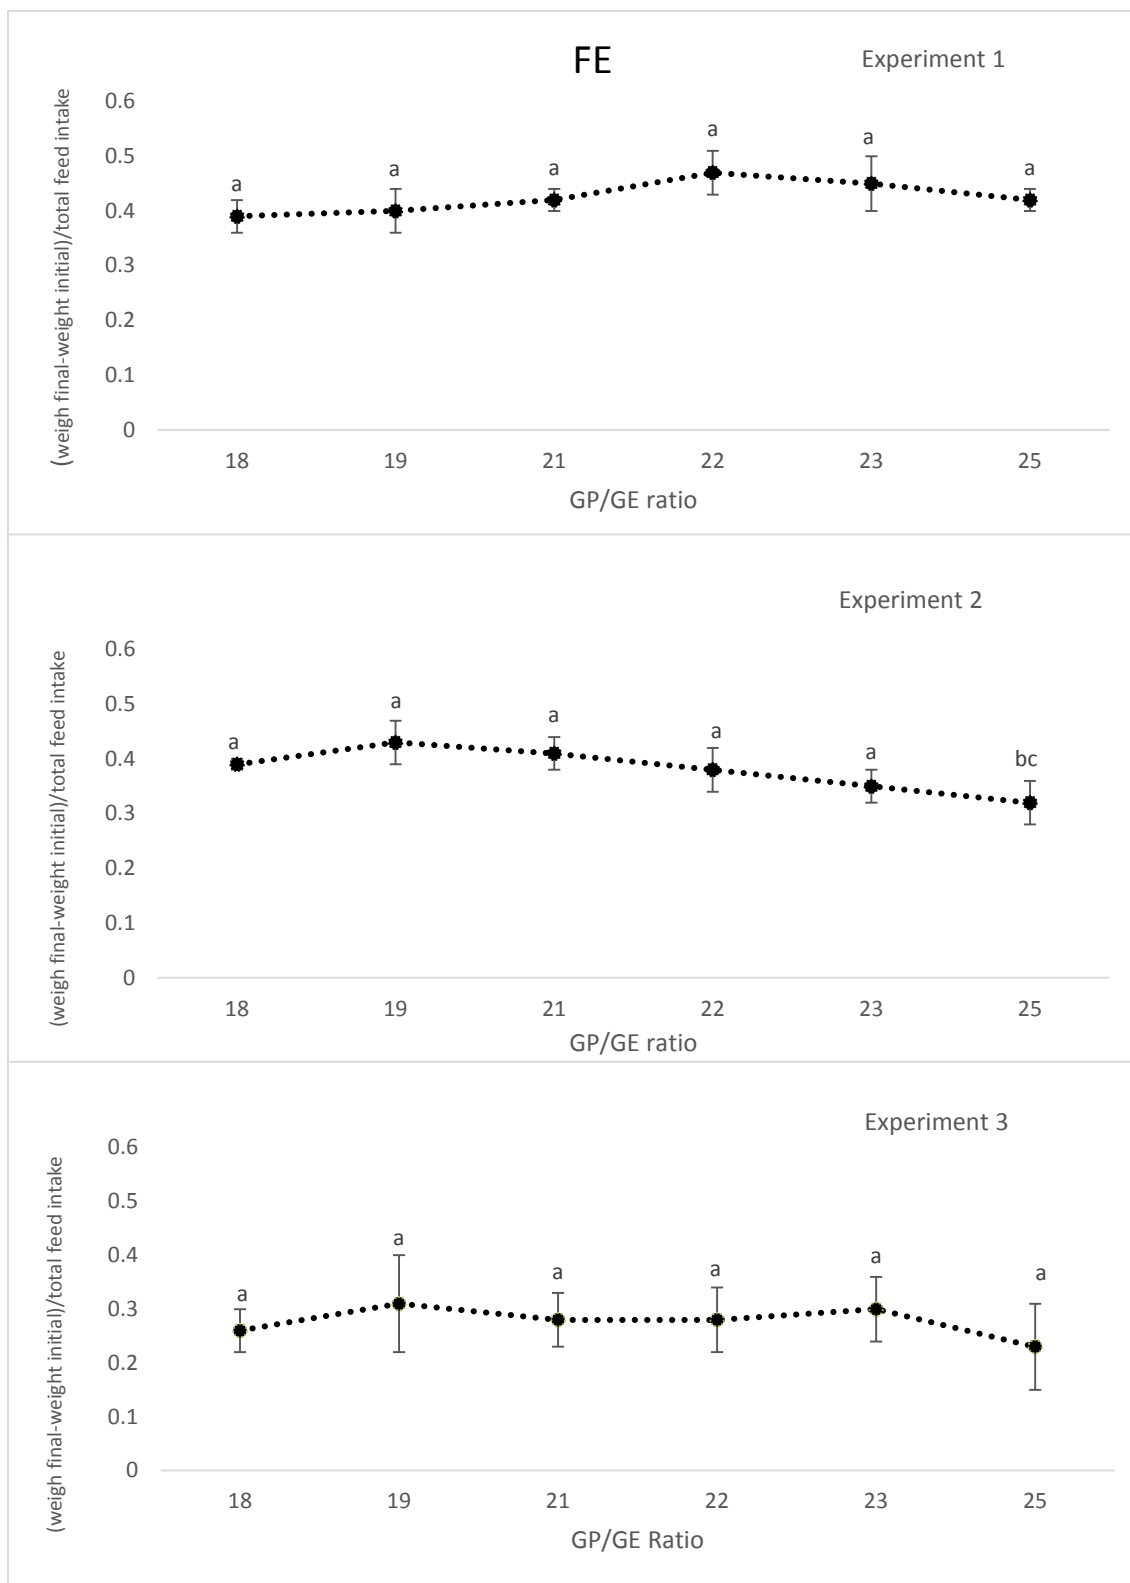 FE
Experiment 1
(weigh final-weight initial)/total feed intake
0.6
0.5
0.4
0.3
0.2
0.1
0
a a a a a a
18 19 21 22 23 25
GP/GE ratio
Experiment 2
(weigh final-weight initial)/total feed intake
0.6
0.5
0.4
0.3
0.2
0.1
0
a a a a a bc
18 19 21 22 23 25
GP/GE ratio
Experiment 3
(weigh final-weight initial)/total feed intake
0.6
0.5
0.4
0.3
0.2
0.1
0
a a a a a a
18 19 21 22 23 25
GP/GE Ratio